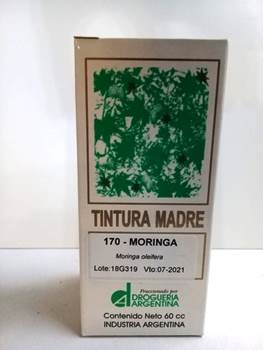 TINTURA MADRE
170 - MORINGA
Moringa oleifera
Lote:18G319 Vto:07-2021
Fraccionado por
DROGUERIA
ARGENTINA
Contenido Neto 60 cc
INDUSTRIA ARGENTINA